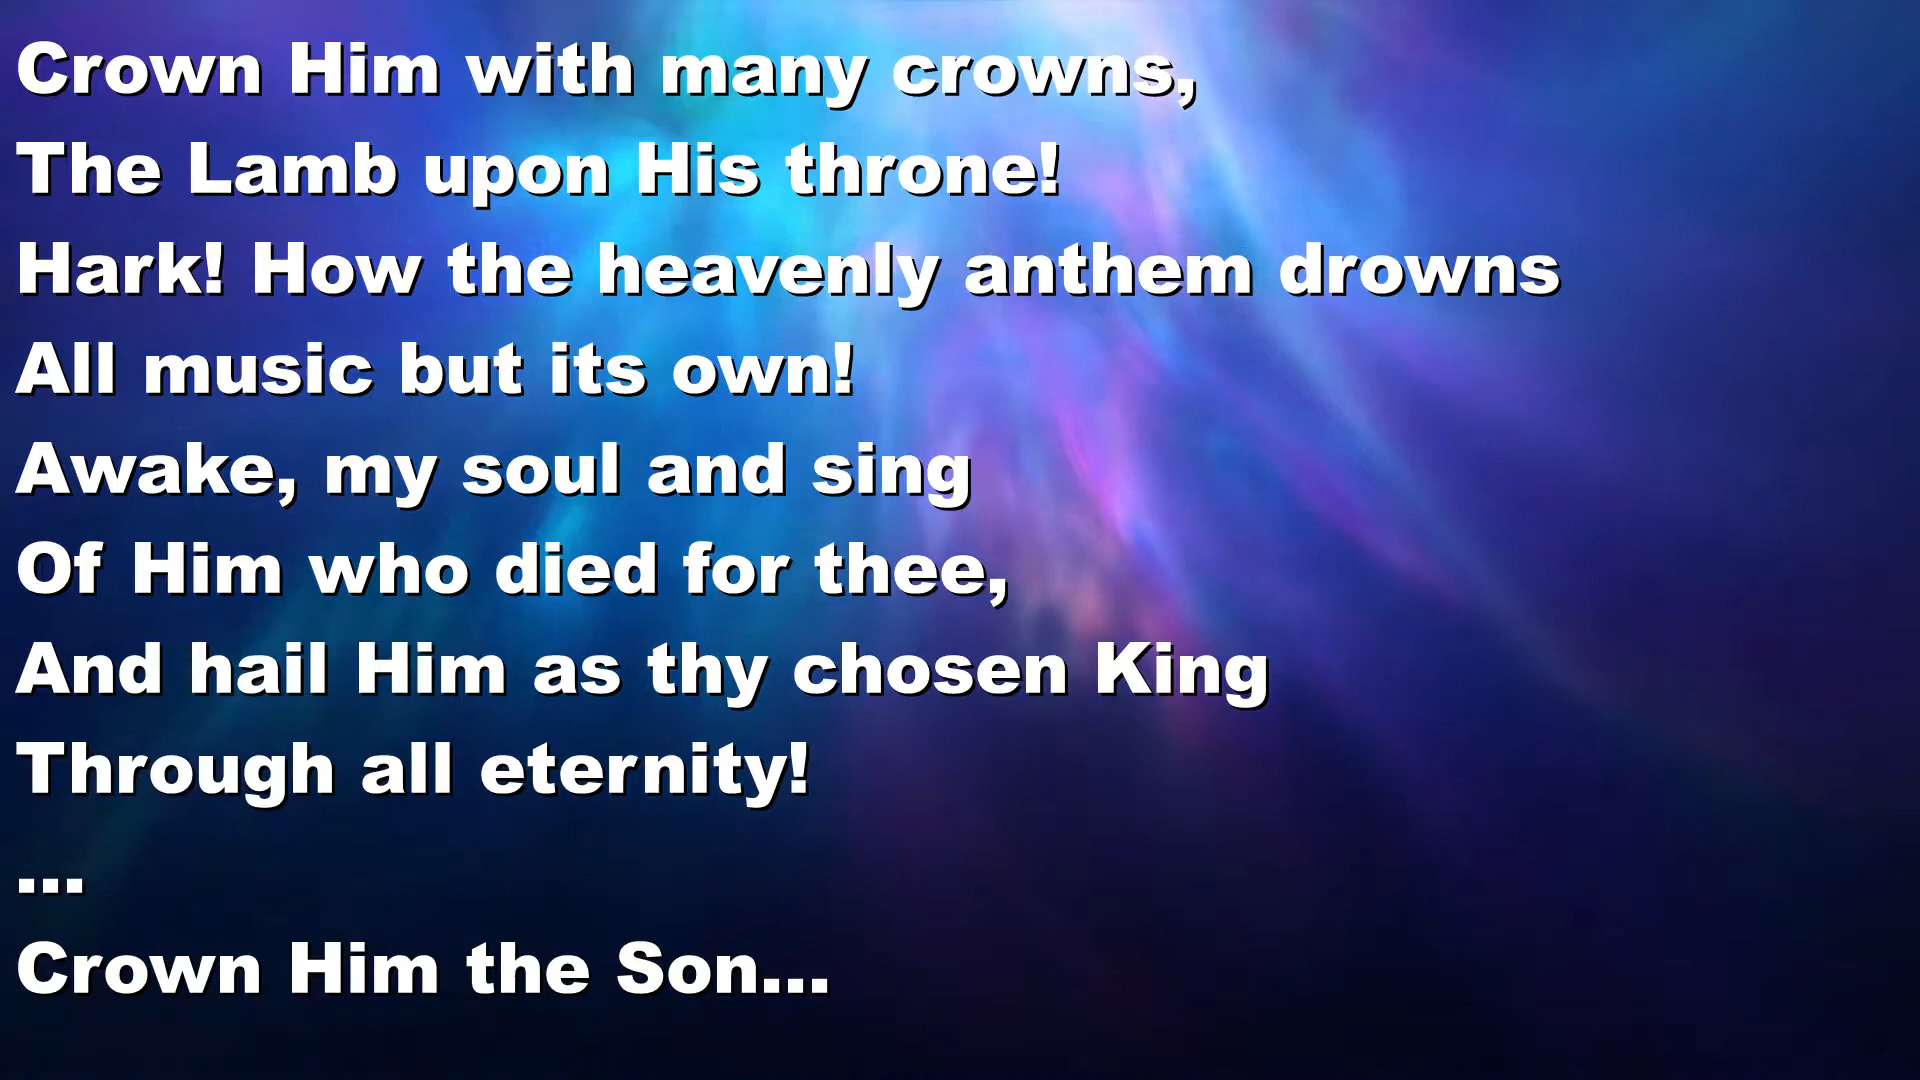 Crown Him with many crowns,
The Lamb upon His throne!
Hark! How the heavenly anthem drowns
All music but its own!
Awake, my soul and sing
Of Him who died for thee,
And hail Him as thy chosen King
Through all eternity!
...
Crown Him the Son...